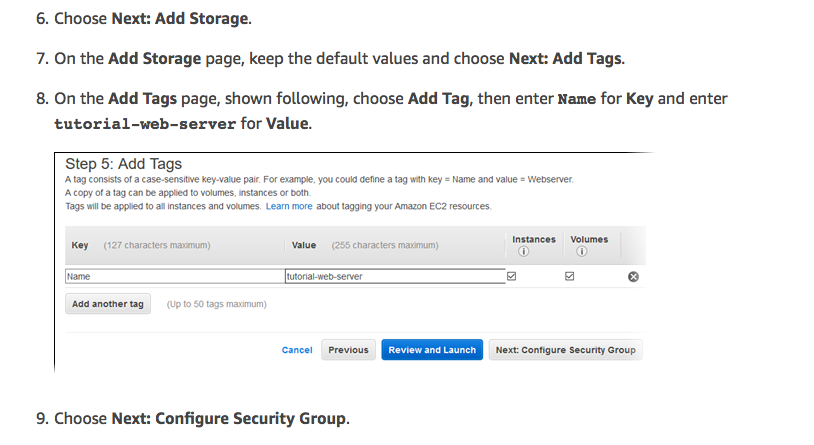 6. Choose Next: Add Storage.
7. On the Add Storage page, keep the default values and choose Next: Add Tags.
8. On the Add Tags page, shown following, choose Add Tag, then enter Name for Key and enter
tutorial-web-server for Value.
Step 5: Add Tags
A tag consists of a case-sensitive key-value pair. For example, you could define a tag with key = Name and value = Webserver.
A copy of a tag can be applied to volumes, instances or both.
Tags will be applied to all instances and volumes. Learn more about tagging your Amazon EC2 resources.
Key (127 characters maximum) Value (255 characters maximum) Instances Volumes
Name tutorial-web-server
Add another tag (Up to 50 tags maximum)
Cancel Previous Review and Launch Next: Configure Security Group
9. Choose Next: Configure Security Group.